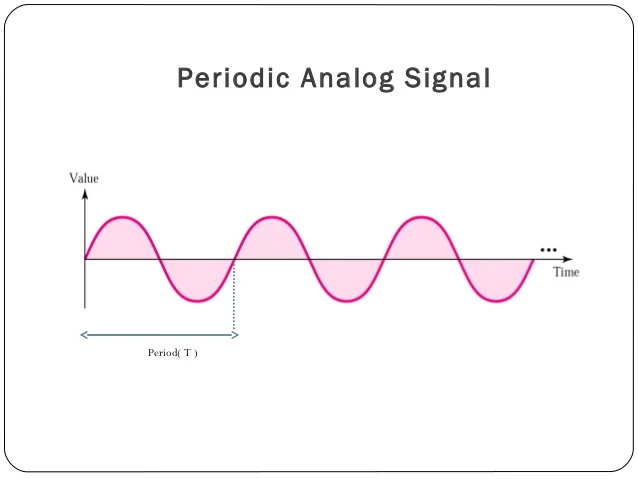 Periodic Analog Signal
Value
...
Time
Period( T )